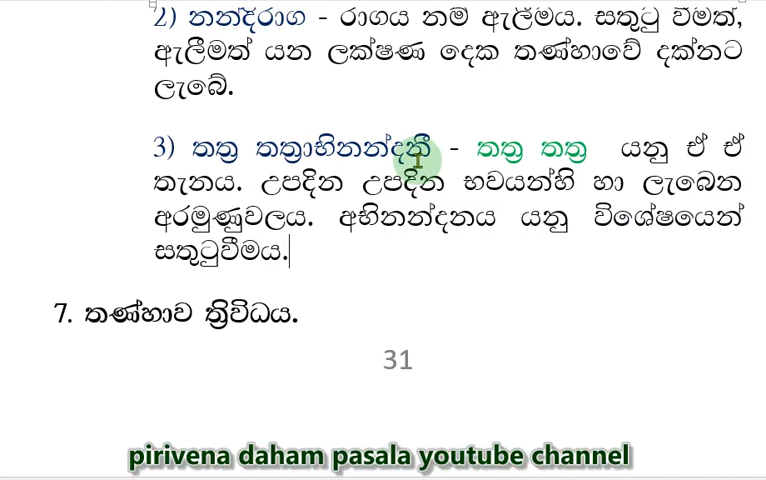 2) නන්දිරාග - රාගය නම් ඇලීමය. සතුටු වීමත්,
ඇලීමත් යන ලක්ෂණ දෙක තණ්හාවේ දක්නට
ලැබේ.
3) තත්‍ර තත්‍රාභිනන්දනී - තත්‍ර තත්‍ර යනු ඒ ඒ
තැනය. උපදින උපදින භවයන්හි හා ලැබෙන
අරමුණුවලය. අභිනන්දනය යනු විශේෂයෙන්
සතුටුවීමය.
7. තණ්හාව ත්‍රිවිධය.
31
pirivena daham pasala youtube channel